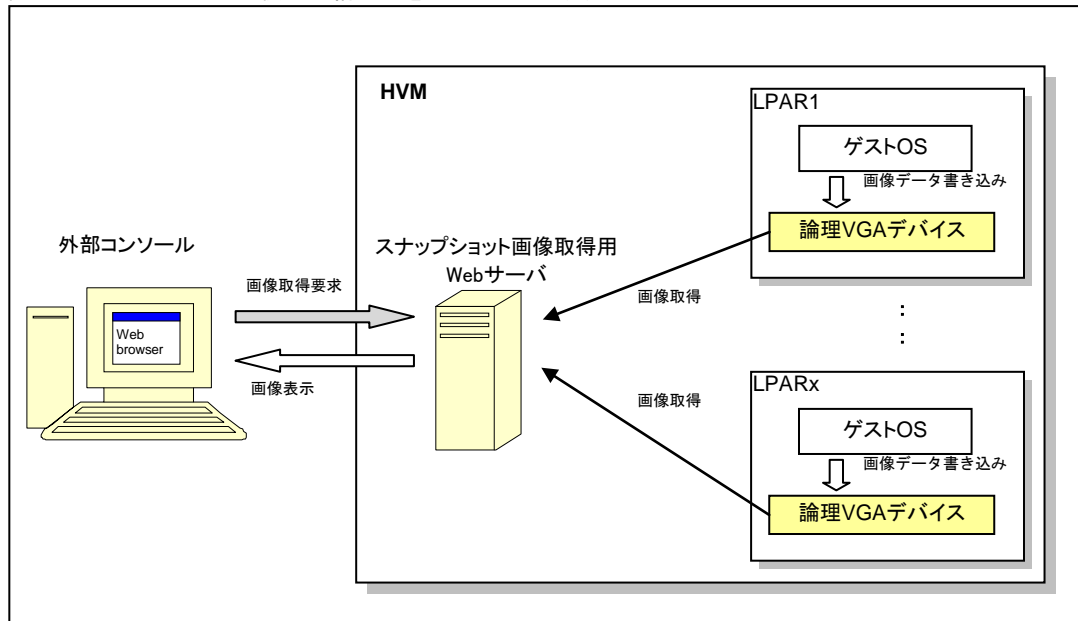 HVM
LPAR1
ゲストOS
画像データ書き込み
論理VGAデバイス
外部コンソール
スナップショット画像取得用
Webサーバ
画像取得要求
画像取得
Web
browser
画像表示
:
:
LPARx
画像取得
ゲストOS
画像データ書き込み
論理VGAデバイス